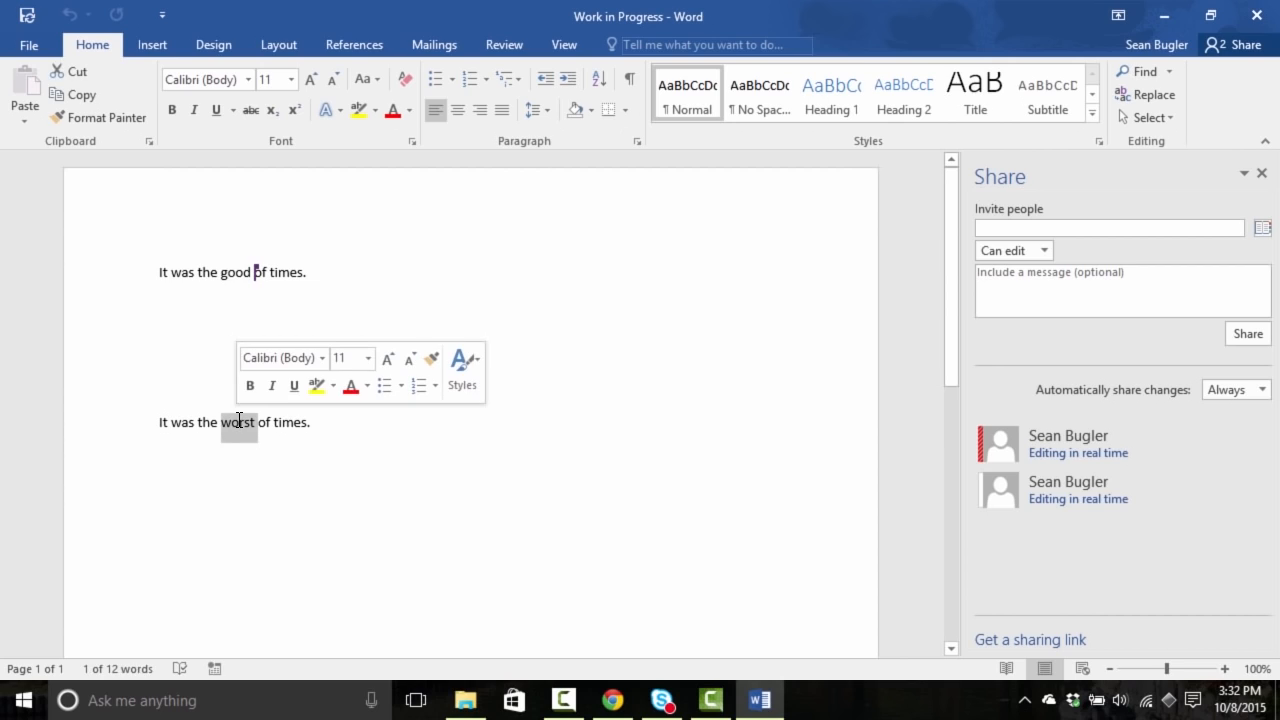 Work in Progress - Word
File Home Insert Design Layout References Mailings Review View Tell me what you want to do... Sean Bugler 2 Share
Paste
Cut
Copy
Format Painter
Clipboard
Calibri (Body) 11 Aa
B I U abc x₂ x² A ab A
Font
Paragraph
AaBbCcDc AaBbCcDc AaBbCc AaBbCcD AaB AaBbCcD
¶ Normal ¶ No Spac... Heading 1 Heading 2 Title Subtitle
Styles
Find
Replace
Select
Editing
It was the good of times.
Calibri (Body) 11
B I U ab A Styles
It was the worst of times.
Share
Invite people
Can edit
Include a message (optional)
Share
Automatically share changes: Always
Sean Bugler
Editing in real time
Sean Bugler
Editing in real time
Get a sharing link
Page 1 of 1 1 of 12 words 100%
Ask me anything
3:32 PM
10/8/2015